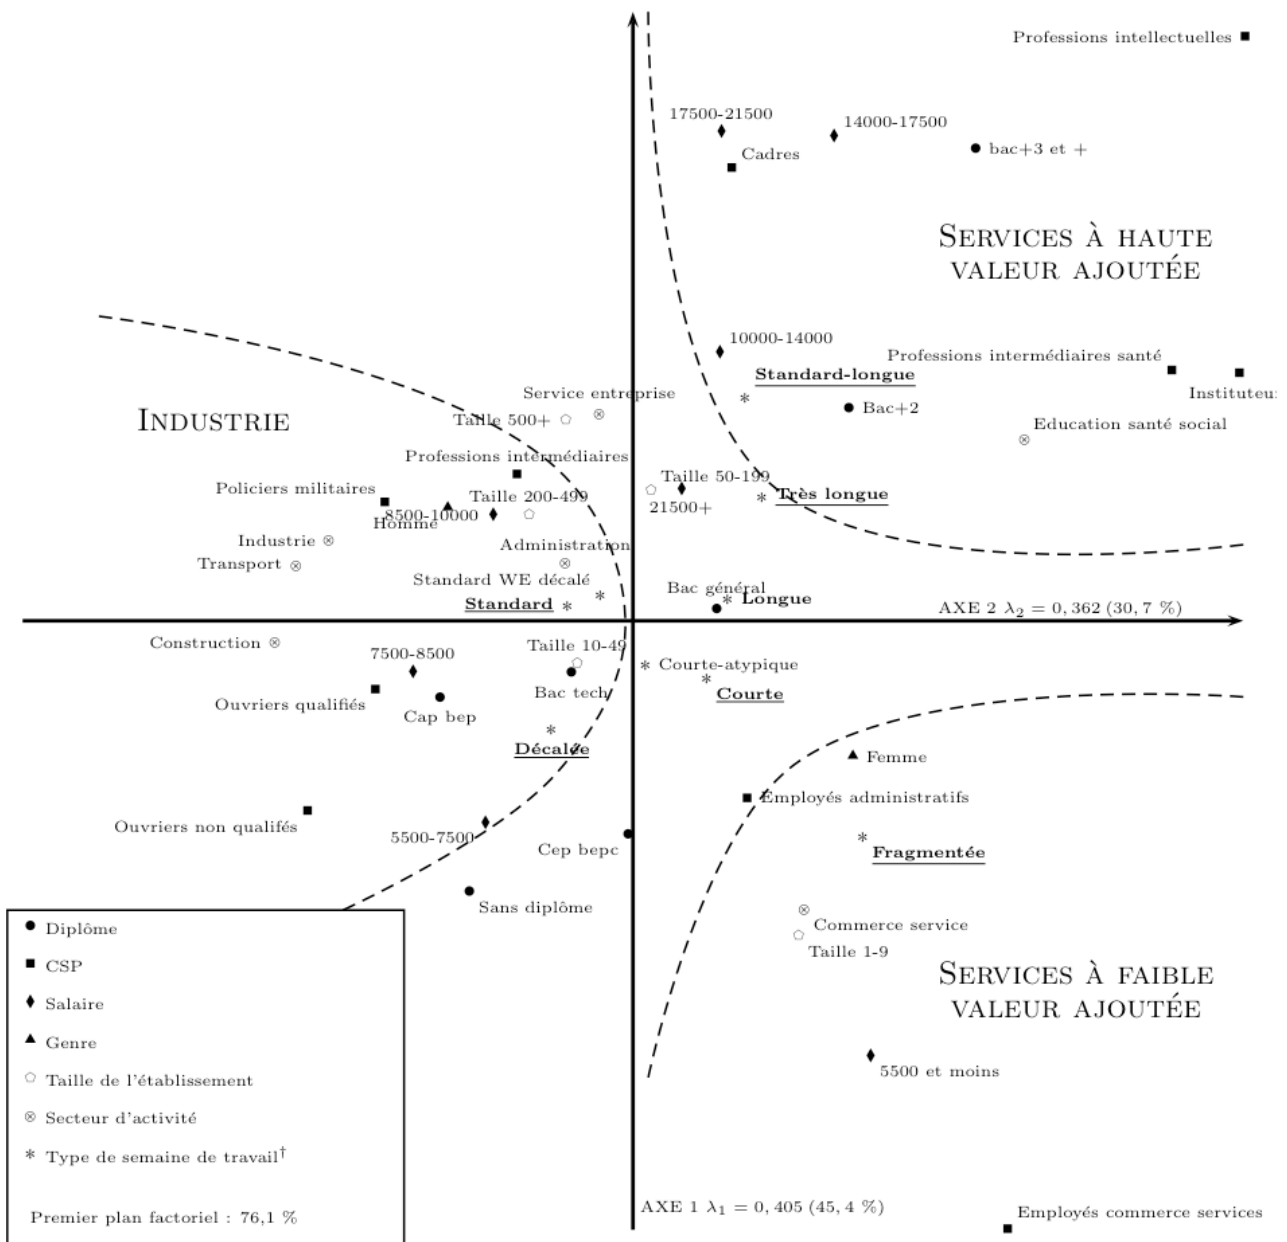 Professions intellectuelles
17500-21500
14000-17500
Cadres
bac+3 et +
SERVICES À HAUTE
VALEUR AJOUTÉE
10000-14000
Professions intermédiaires santé
Standard-longue
Instituteur
Service entreprise
Bac+2
INDUSTRIE
Taille 500+
Education santé social
Professions intermédiaires
Taille 50-199
Policiers militaires
Taille 200-499
Très longue
21500+
8500-10000
Homme
Industrie
Administration
Transport
Standard WE décalé
Bac général
Standard
Longue
AXE 2 λ2 = 0, 362 (30, 7 %)
Construction
Taille 10-49
7500-8500
Courte-atypique
Bac tech
Courte
Ouvriers qualifiés
Cap bep
Décalée
Femme
Employés administratifs
Ouvriers non qualifés
5500-7500
Cep bepc
Fragmentée
Sans diplôme
Commerce service
Taille 1-9
SERVICES À FAIBLE
VALEUR AJOUTÉE
5500 et moins
Diplôme
CSP
Salaire
Genre
Taille de l'établissement
Secteur d'activité
Type de semaine de travail†
Premier plan factoriel : 76,1 %
AXE 1 λ1 = 0, 405 (45, 4 %)
Employés commerce services